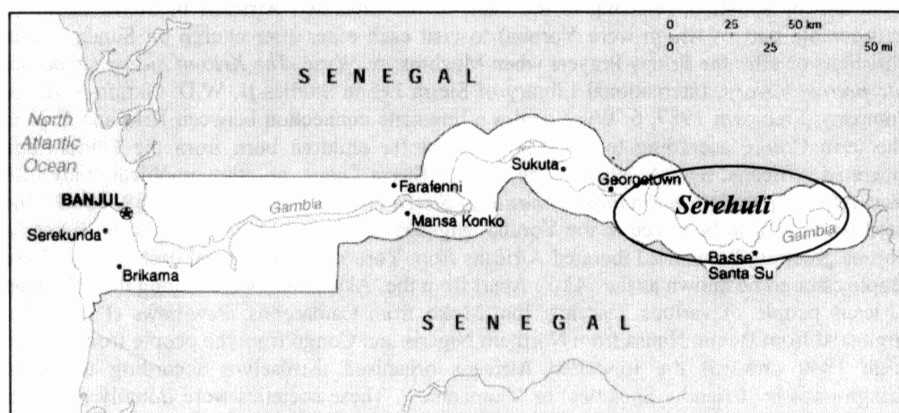 0 25 50 km
0 25 50 mi
SENEGAL
North
Atlantic
Ocean
Sukuta
Georgetown
Farafenni
BANJUL
Gambia
Serehuli
Mansa Konko
Gambia
Serekunda
Basse
Santa Su
Brikama
SENEGAL